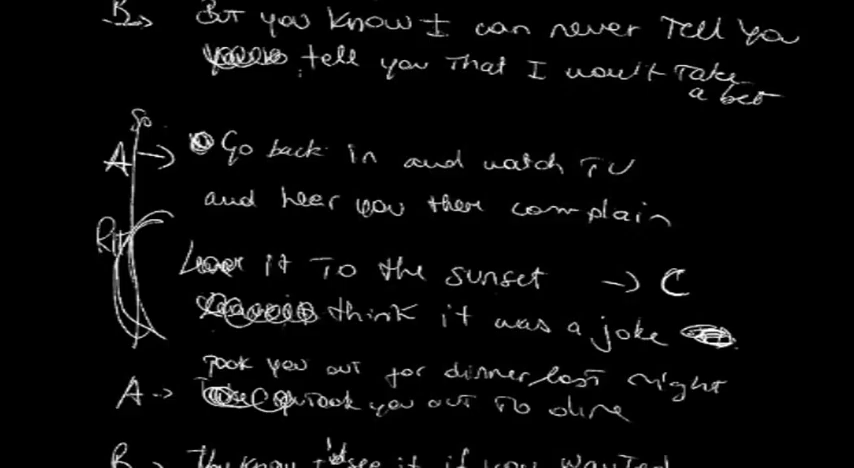 B → But you know I can never tell you
tell you that I won't take
a bet
So
A → Go back in and watch TV
and hear you there complain
it to the sunset → C
think it was a joke
Took you out for dinner last night
A → Took you out to dine
B → You know I'd see it if you wanted